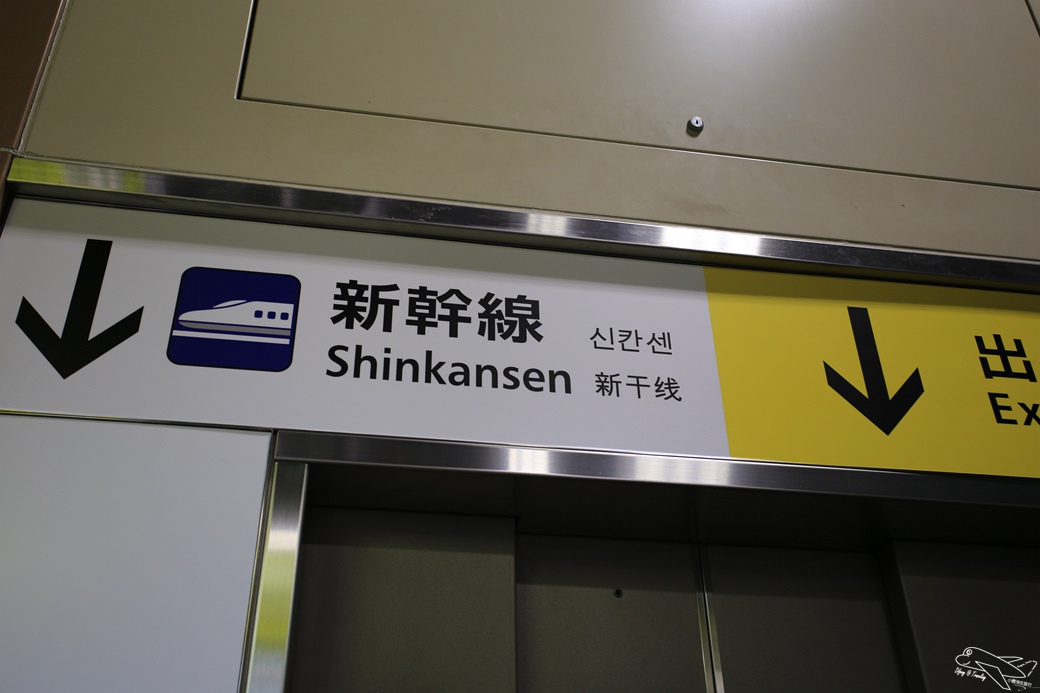 新幹線
Shinkansen
신칸센
新干线
出
Ex